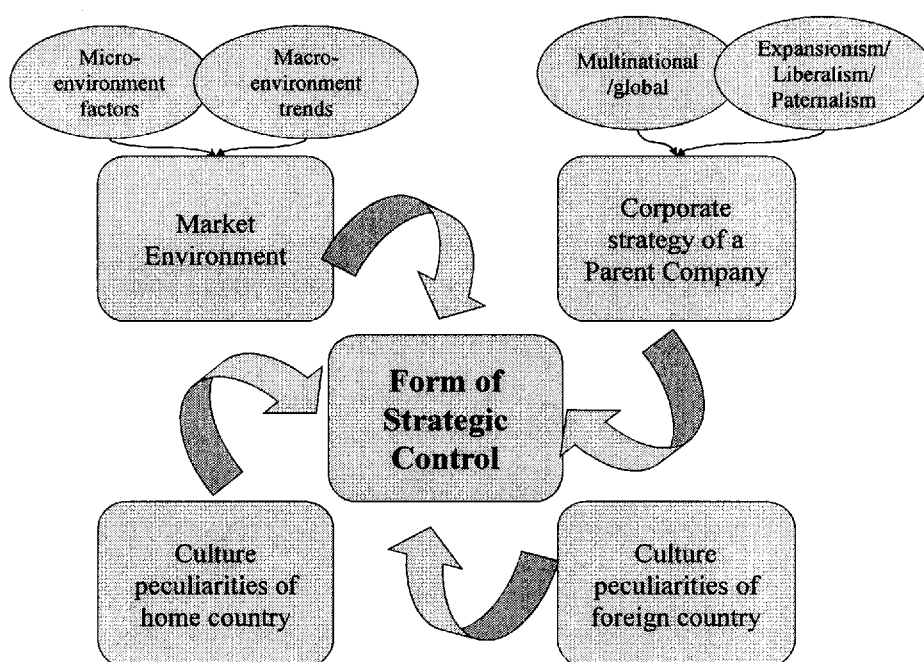 Micro-
environment
factors
Macro-
environment
trends
Multinational
/global
Expansionism/
Liberalism/
Paternalism
Market
Environment
Corporate
strategy of a
Parent Company
Form of
Strategic
Control
Culture
peculiarities of
home country
Culture
peculiarities of
foreign country